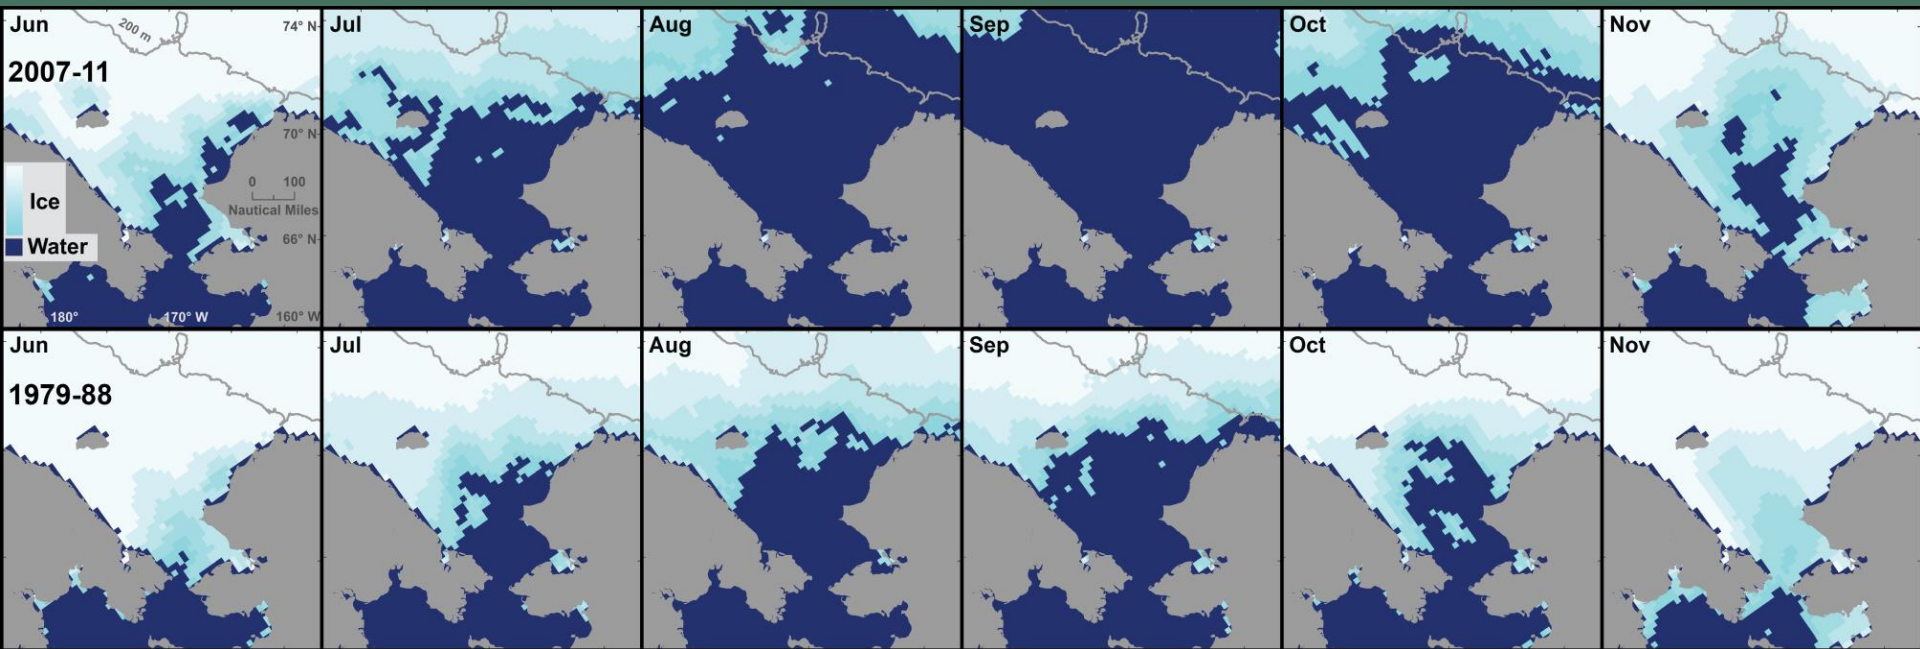 Jun
2007-11
200 m
74° N
70° N
66° N
0 100
Nautical Miles
Ice
Water
180°
170° W
160° W
Jul
Aug
Sep
Oct
Nov
Jun
1979-88
Jul
Aug
Sep
Oct
Nov